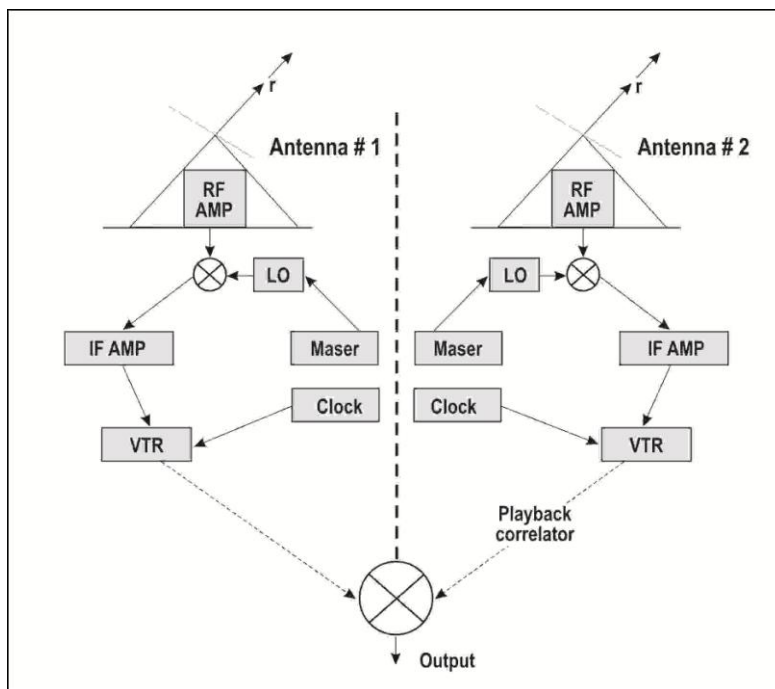 r
r
Antenna # 1
Antenna # 2
RF
AMP
RF
AMP
LO
LO
IF AMP
Maser
Maser
IF AMP
Clock
Clock
VTR
VTR
Playback
correlator
Output